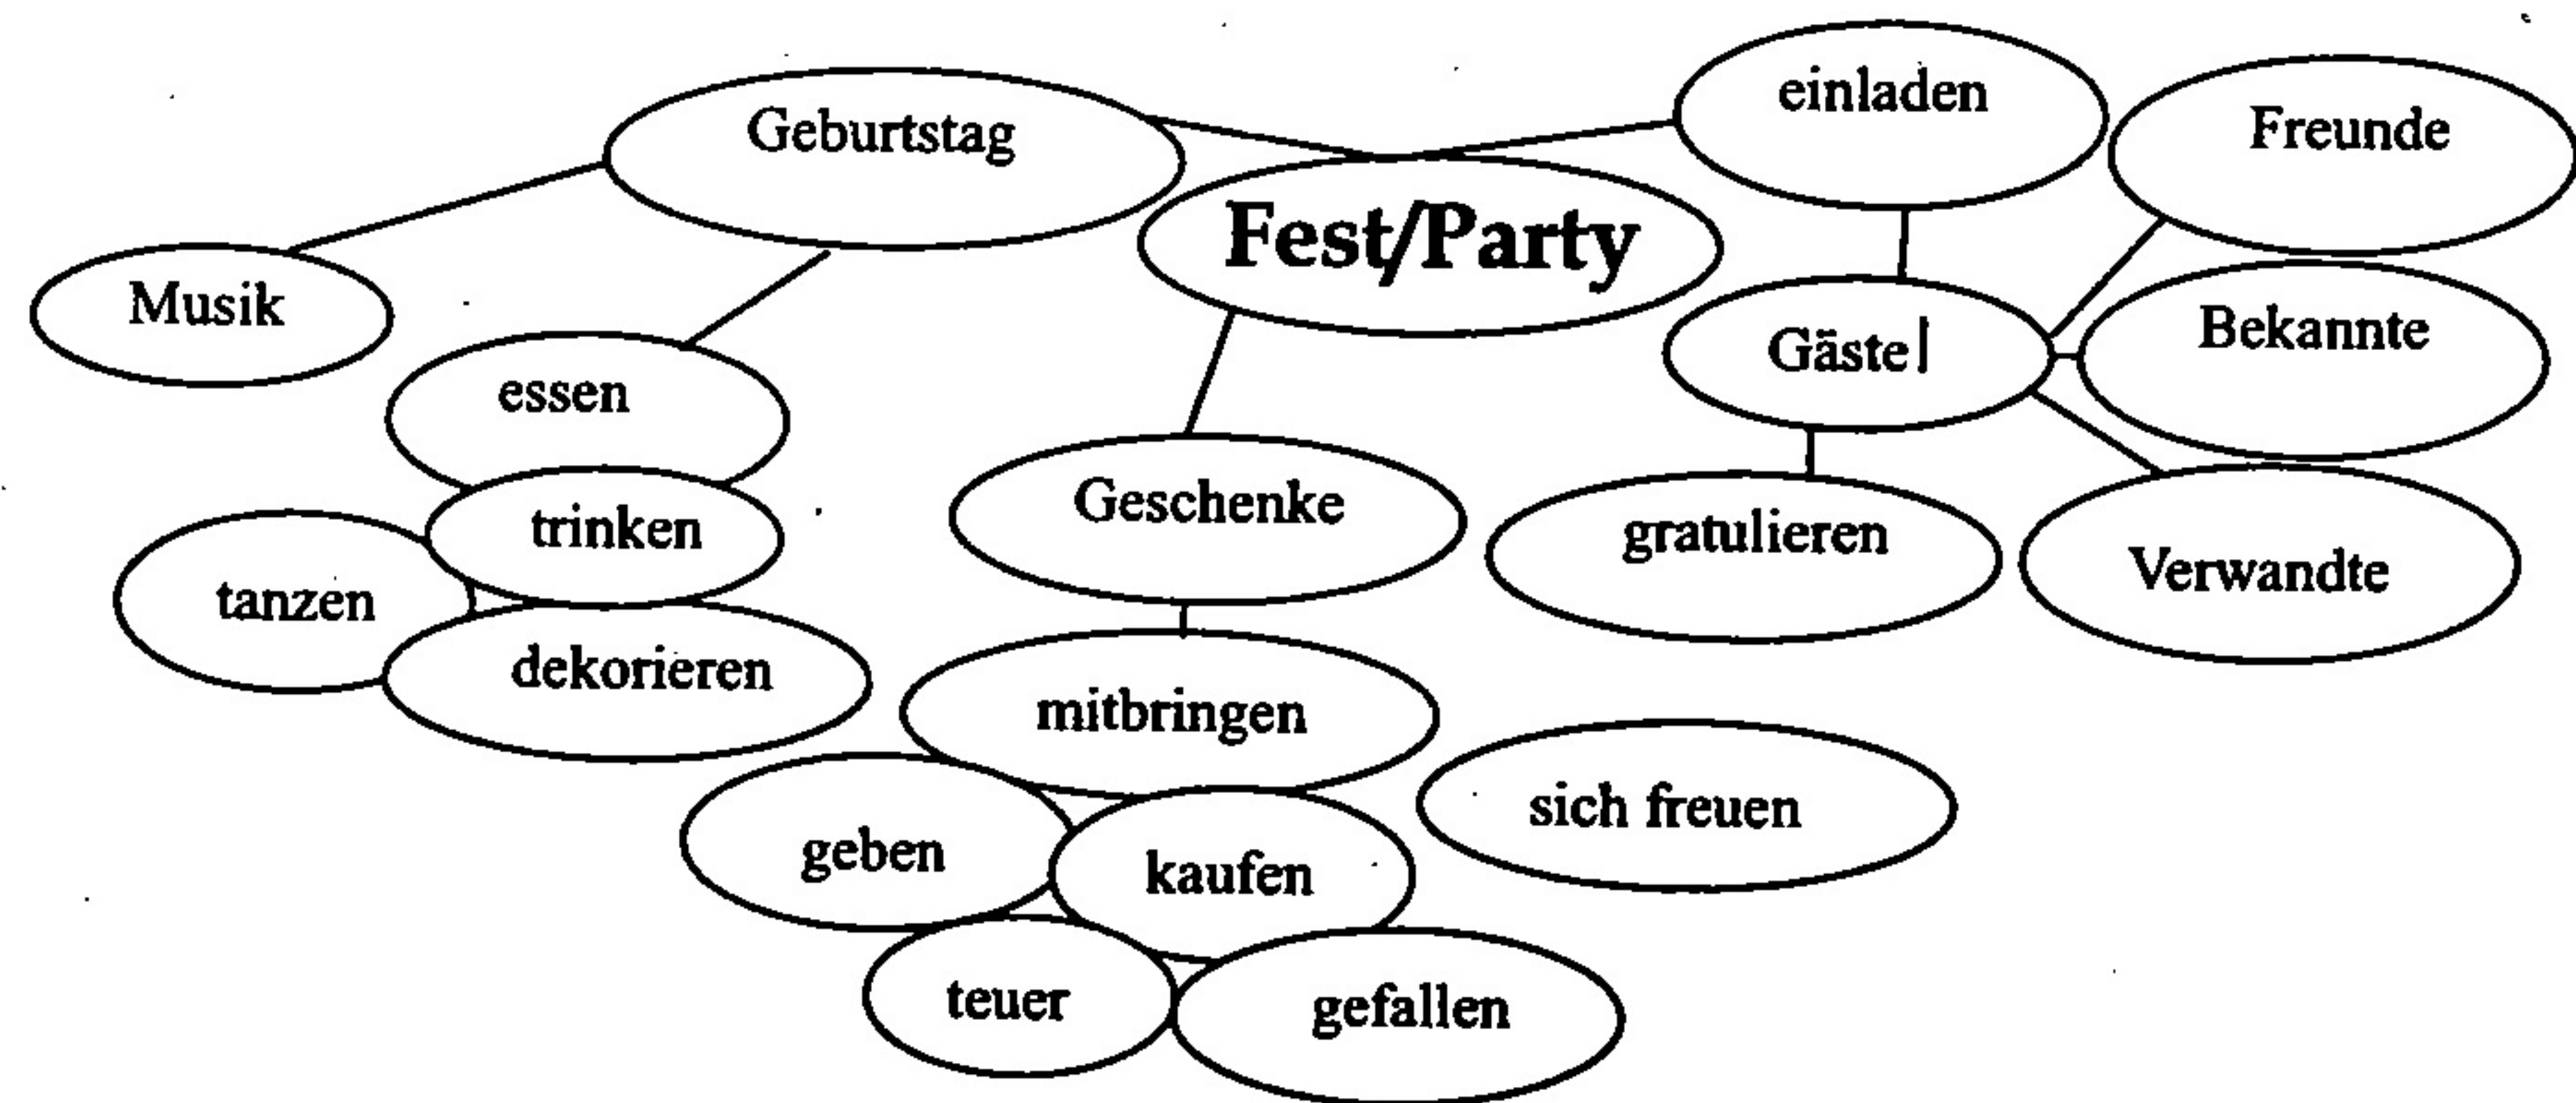 einladen
Freunde
Geburtstag
Fest/Party
Musik
Gäste
Bekannte
essen
Geschenke
trinken
gratulieren
Verwandte
tanzen
dekorieren
mitbringen
sich freuen
geben
kaufen
teuer
gefallen